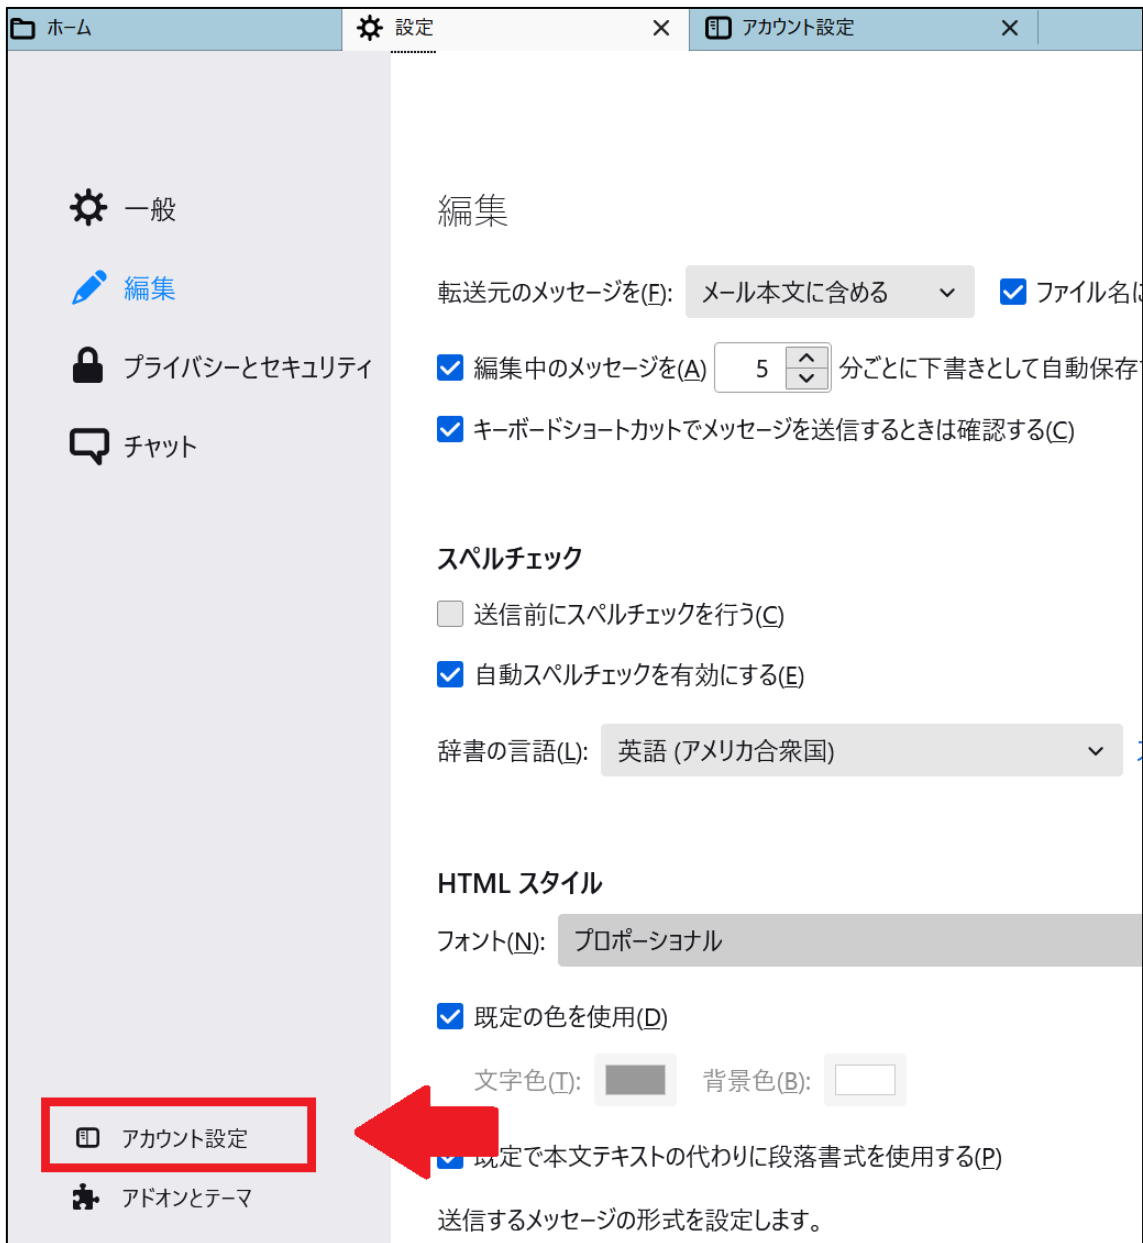 ホーム
設定
アカウント設定
一般
編集
プライバシーとセキュリティ
チャット
編集
転送元のメッセージを(F): メール本文に含める ファイル名に
編集中のメッセージを(A) 5 分ごとに下書きとして自動保存
キーボードショートカットでメッセージを送信するときは確認する(C)
スペルチェック
送信前にスペルチェックを行う(C)
自動スペルチェックを有効にする(E)
辞書の言語(L): 英語 (アメリカ合衆国)
HTML スタイル
フォント(N): プロポーショナル
既定の色を使用(D)
文字色(T): 背景色(B):
既定で本文テキストの代わりに段落書式を使用する(P)
送信するメッセージの形式を設定します。
アカウント設定
アドオンとテーマ